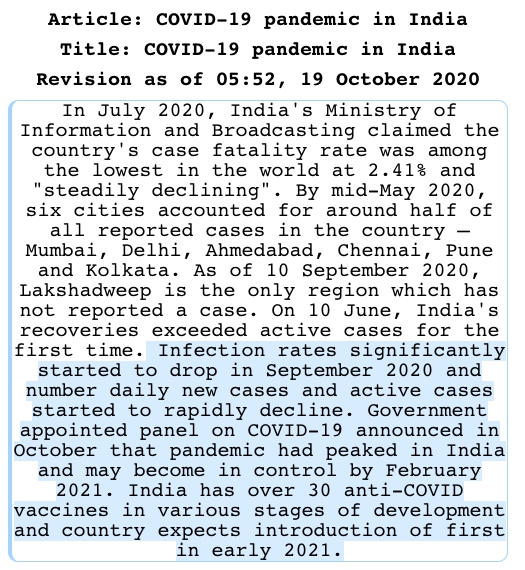 Article: COVID-19 pandemic in India
Title: COVID-19 pandemic in India
Revision as of 05:52, 19 October 2020
In July 2020, India's Ministry of
Information and Broadcasting claimed the
country's case fatality rate was among
the lowest in the world at 2.41% and
"steadily declining". By mid-May 2020,
six cities accounted for around half of
all reported cases in the country —
Mumbai, Delhi, Ahmedabad, Chennai, Pune
and Kolkata. As of 10 September 2020,
Lakshadweep is the only region which has
not reported a case. On 10 June, India's
recoveries exceeded active cases for the
first time. Infection rates significantly
started to drop in September 2020 and
number daily new cases and active cases
started to rapidly decline. Government
appointed panel on COVID-19 announced in
October that pandemic had peaked in India
and may become in control by February
2021. India has over 30 anti-COVID
vaccines in various stages of development
and country expects introduction of first
in early 2021.